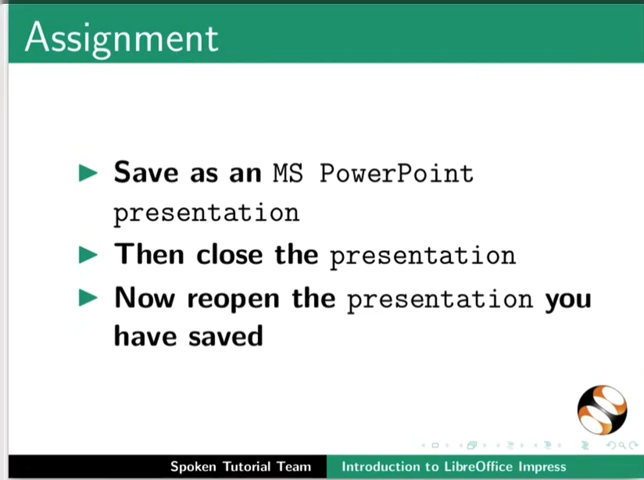 Assignment
Save as an MS PowerPoint
presentation
Then close the presentation
Now reopen the presentation you
have saved
Spoken Tutorial Team
Introduction to LibreOffice Impress